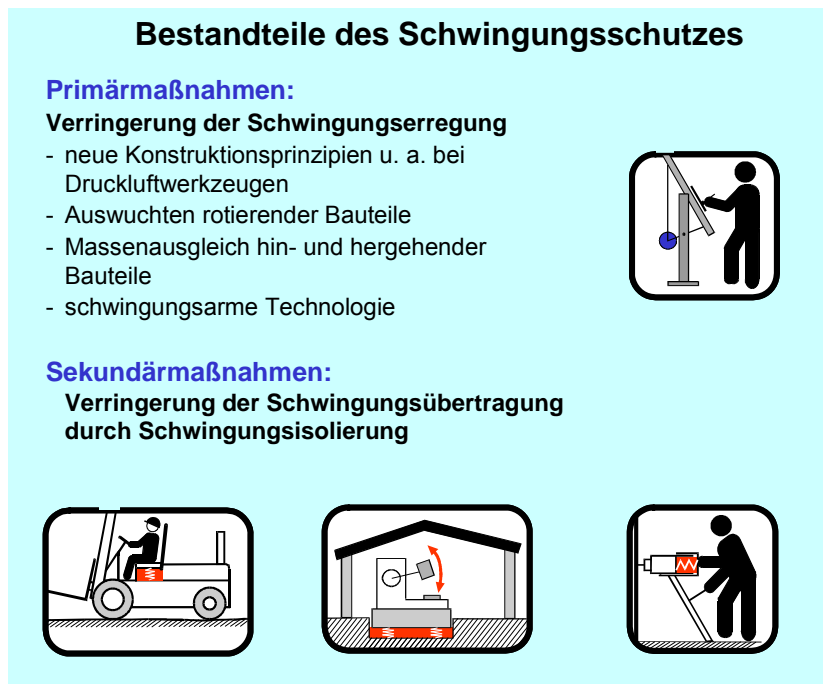 Bestandteile des Schwingungsschutzes
Primärmaßnahmen:
Verringerung der Schwingungserregung
- neue Konstruktionsprinzipien u. a. bei
Druckluftwerkzeugen
- Auswuchten rotierender Bauteile
- Massenausgleich hin- und hergehender
Bauteile
- schwingungsarme Technologie
Sekundärmaßnahmen:
Verringerung der Schwingungsübertragung
durch Schwingungsisolierung